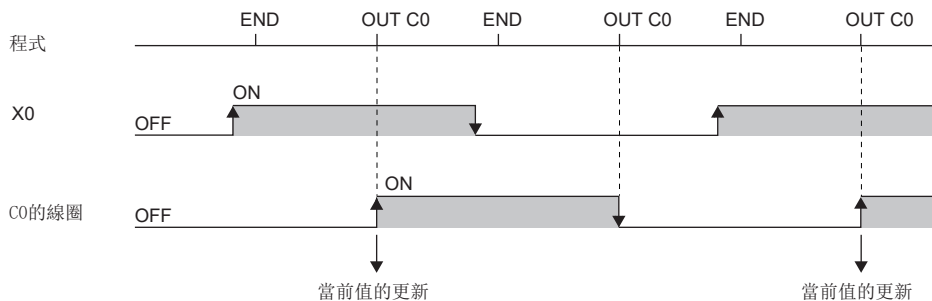 END OUT C0 END OUT C0 END OUT C0
程式
ON
X0
OFF
ON
C0的線圈
OFF
當前值的更新 當前值的更新